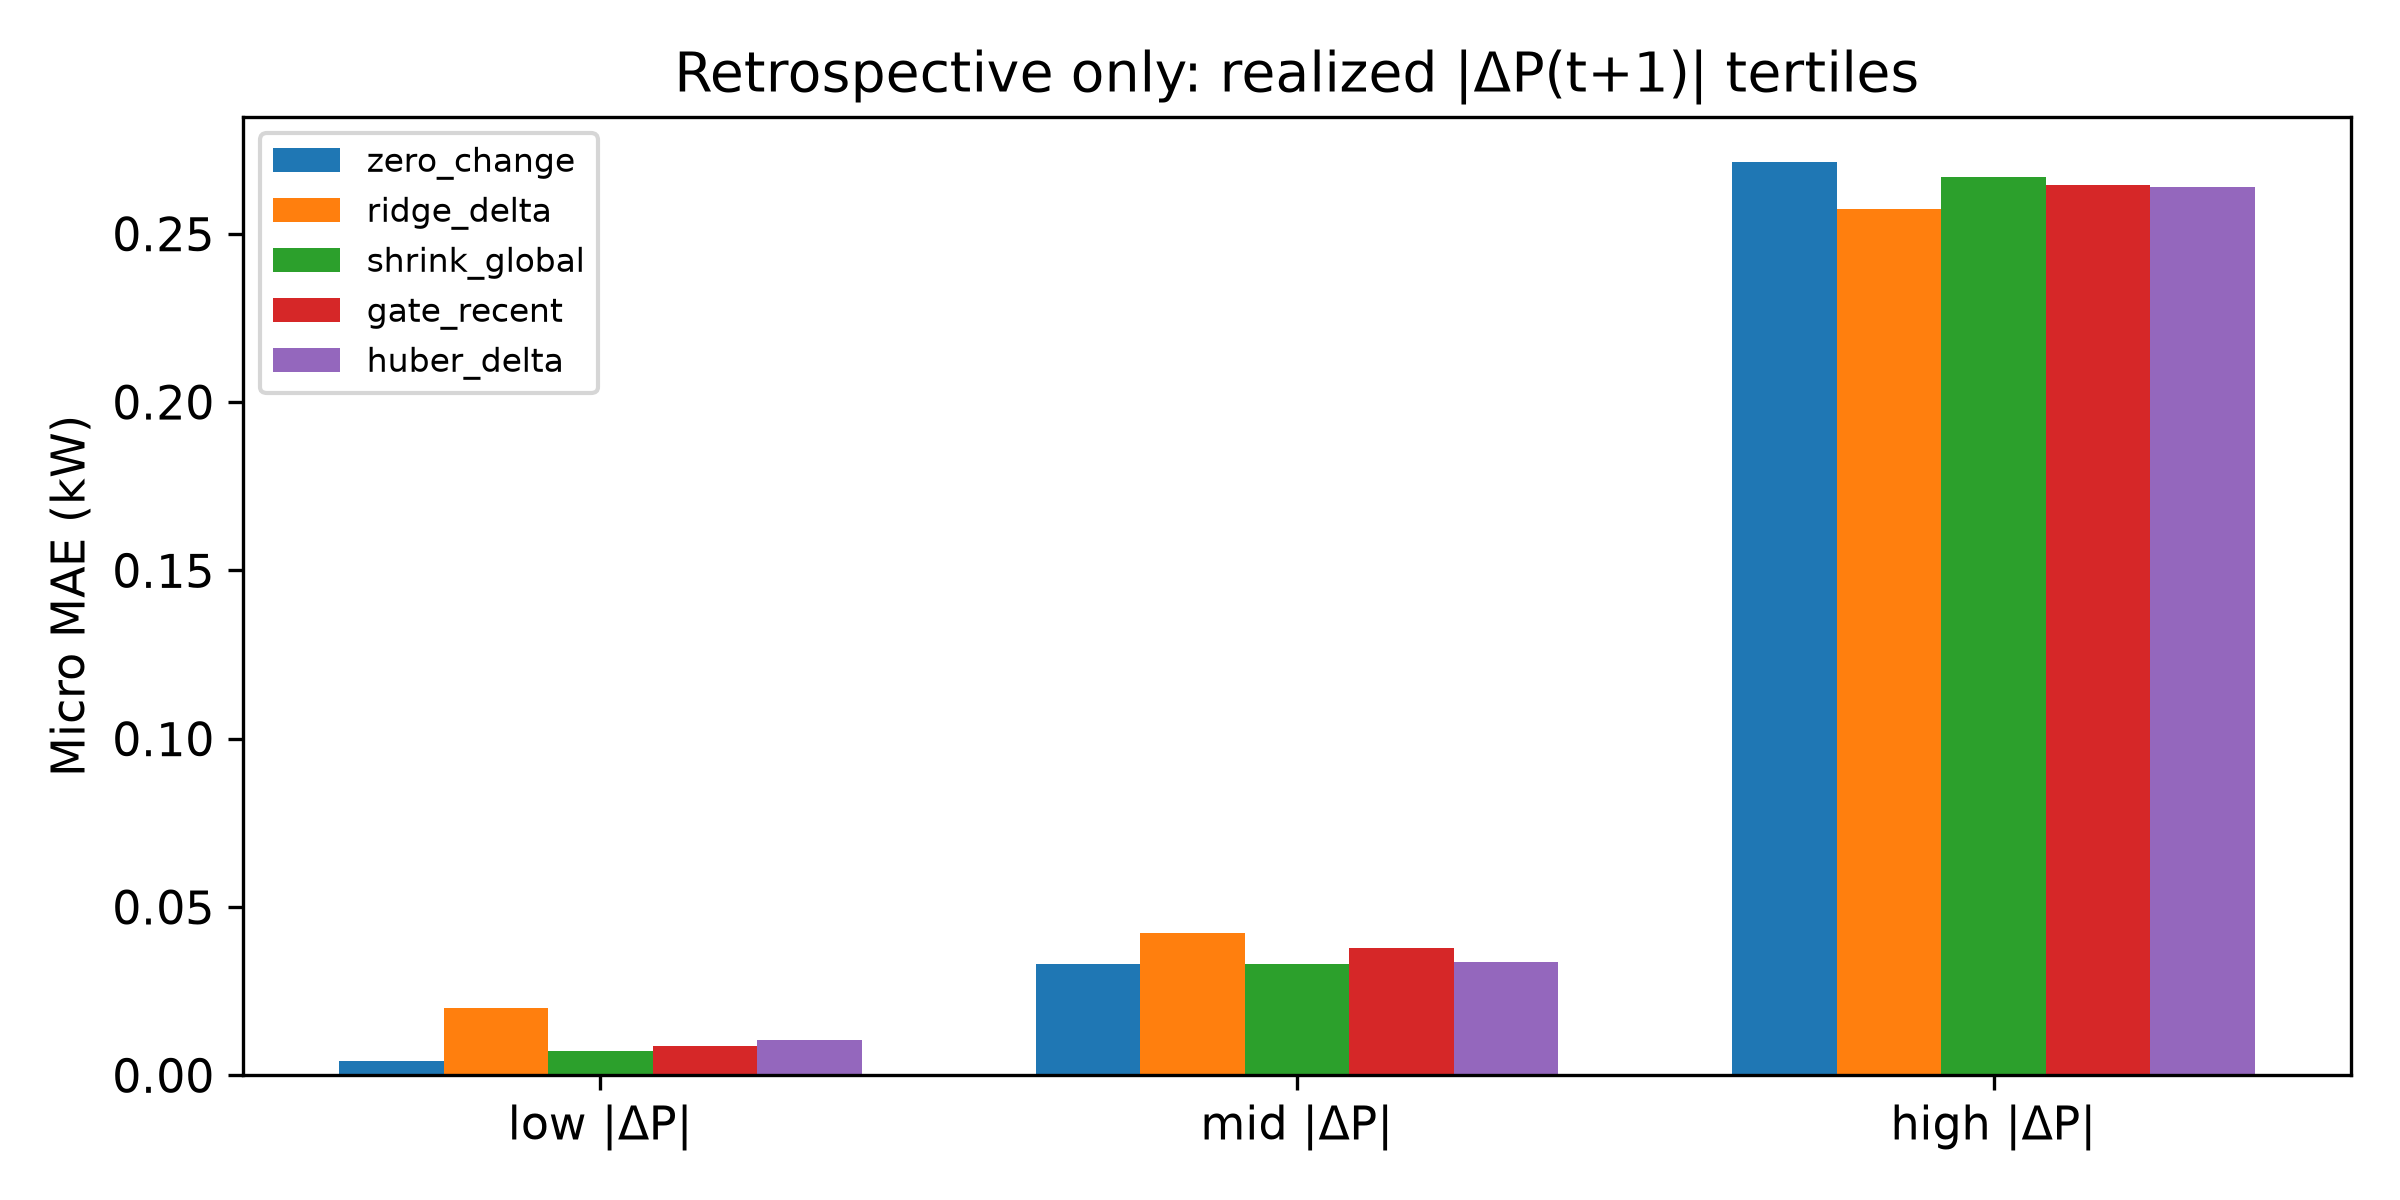 Retrospective only: realized |ΔP(t+1)| tertiles
zero_change
ridge_delta
shrink_global
gate_recent
huber_delta
Micro MAE (kW)
0.25
0.20
0.15
0.10
0.05
0.00
low |ΔP|
mid |ΔP|
high |ΔP|